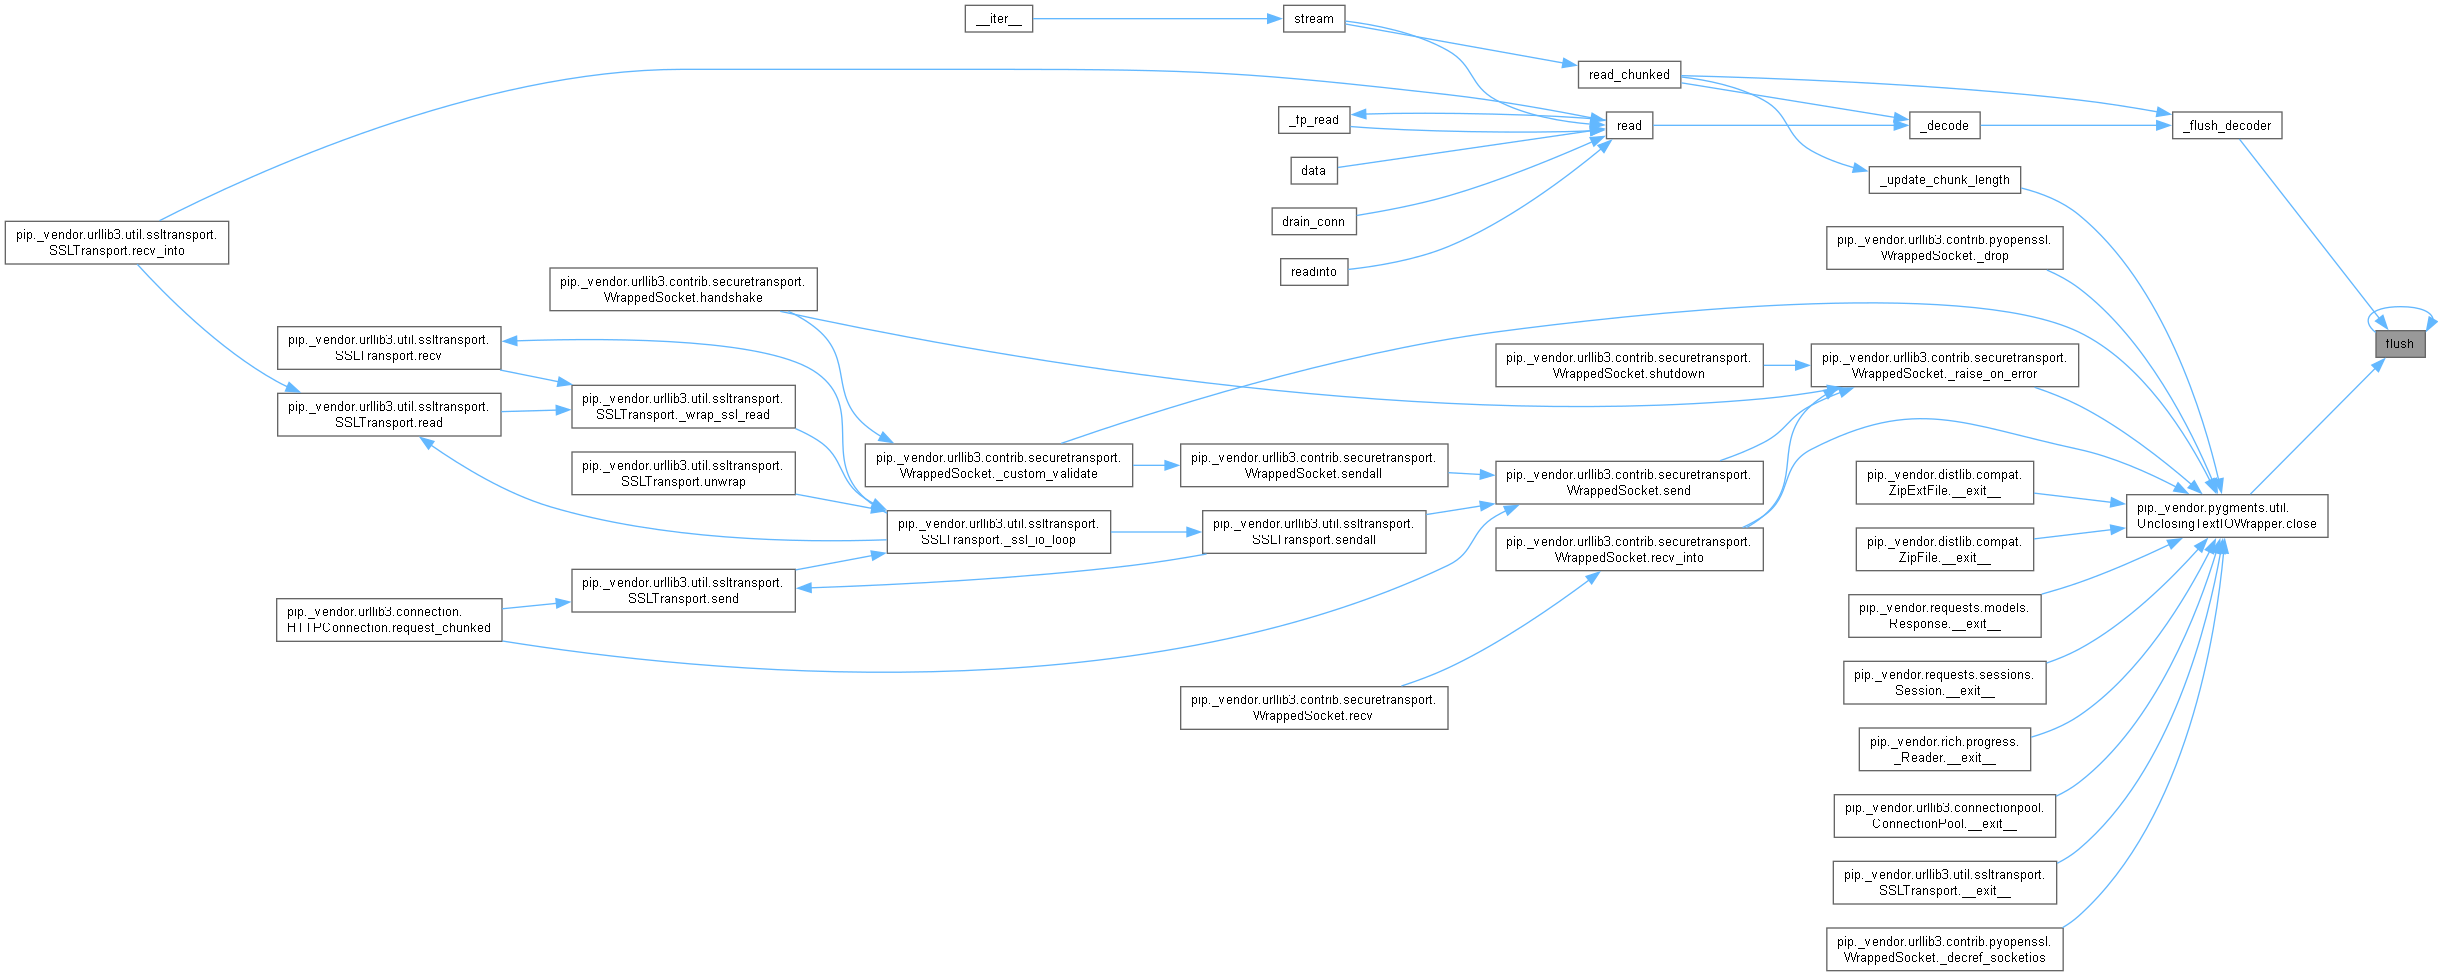 __iter__
stream
read_chunked
_fp_read
read
_decode
_flush_decoder
data
_update_chunk_length
drain_conn
pip._vendor.urllib3.util.ssltransport.
SSLTransport.recv_into
pip._vendor.urllib3.contrib.pyopenssl.
WrappedSocket._drop
readinto
pip._vendor.urllib3.contrib.securetransport.
WrappedSocket.handshake
pip._vendor.urllib3.util.ssltransport.
SSLTransport.recv
flush
pip._vendor.urllib3.contrib.securetransport.
WrappedSocket.shutdown
pip._vendor.urllib3.contrib.securetransport.
WrappedSocket._raise_on_error
pip._vendor.urllib3.util.ssltransport.
SSLTransport.read
pip._vendor.urllib3.util.ssltransport.
SSLTransport._wrap_ssl_read
pip._vendor.urllib3.util.ssltransport.
SSLTransport.unwrap
pip._vendor.urllib3.contrib.securetransport.
WrappedSocket._custom_validate
pip._vendor.urllib3.contrib.securetransport.
WrappedSocket.sendall
pip._vendor.urllib3.contrib.securetransport.
WrappedSocket.send
pip._vendor.distlib.compat.
ZipExtFile.__exit__
pip._vendor.pygments.util.
UnclosingTextIOWrapper.close
pip._vendor.urllib3.util.ssltransport.
SSLTransport._ssl_io_loop
pip._vendor.urllib3.util.ssltransport.
SSLTransport.sendall
pip._vendor.urllib3.contrib.securetransport.
WrappedSocket.recv_into
pip._vendor.distlib.compat.
ZipFile.__exit__
pip._vendor.urllib3.util.ssltransport.
SSLTransport.send
pip._vendor.urllib3.connection.
HTTPConnection.request_chunked
pip._vendor.requests.models.
Response.__exit__
pip._vendor.requests.sessions.
Session.__exit__
pip._vendor.urllib3.contrib.securetransport.
WrappedSocket.recv
pip._vendor.rich.progress.
_Reader.__exit__
pip._vendor.urllib3.connectionpool.
ConnectionPool.__exit__
pip._vendor.urllib3.util.ssltransport.
SSLTransport.__exit__
pip._vendor.urllib3.contrib.pyopenssl.
WrappedSocket._decref_socketios